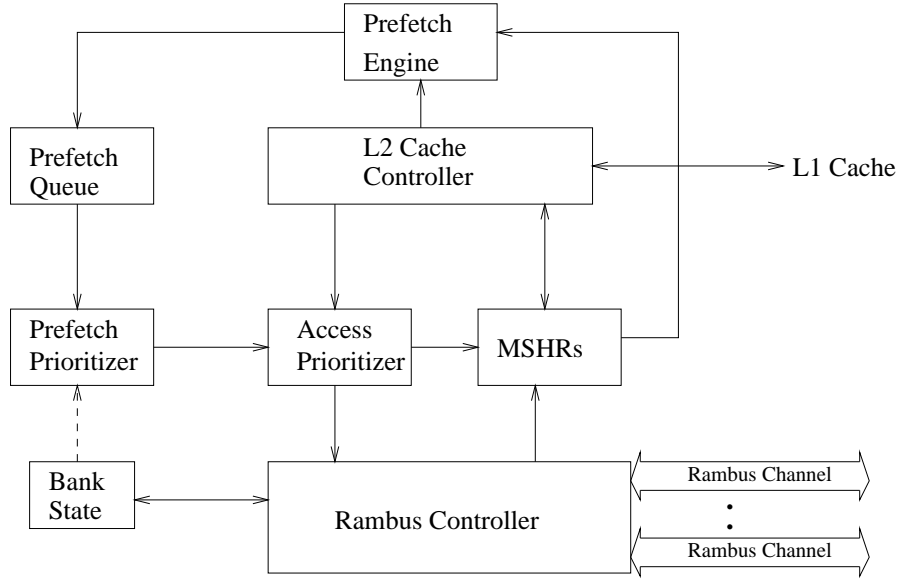 Prefetch
Engine
Prefetch
Queue
L2 Cache
Controller
L1 Cache
Prefetch
Prioritizer
Access
Prioritizer
MSHRs
Bank
State
Rambus Controller
Rambus Channel
Rambus Channel